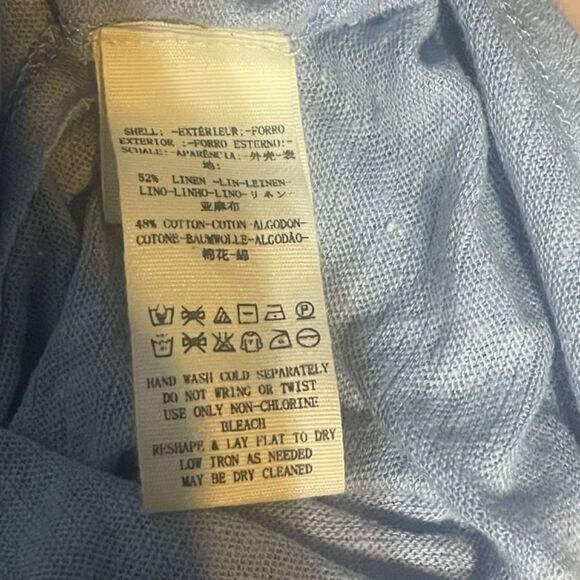 SHELL: -EXTÉRIEUR: -FORRO
EXTERIOR :-FORRO ESTERNO:-
SCHALE: -APARÊNCIA: -外壳-表
地:
52% LINEN -LIN-LEINEN-
LINO-LINHO-LINO-リネン-
亚麻布
48% COTTON-COTON-ALGODON-
COTONE-BAUMWOLLE-ALGODÃO-
棉花-綿
HAND WASH COLD SEPARATELY
DO NOT WRING OR TWIST
USE ONLY NON-CHLORINE
BLEACH
RESHAPE & LAY FLAT TO DRY
LOW IRON AS NEEDED
MAY BE DRY CLEANED